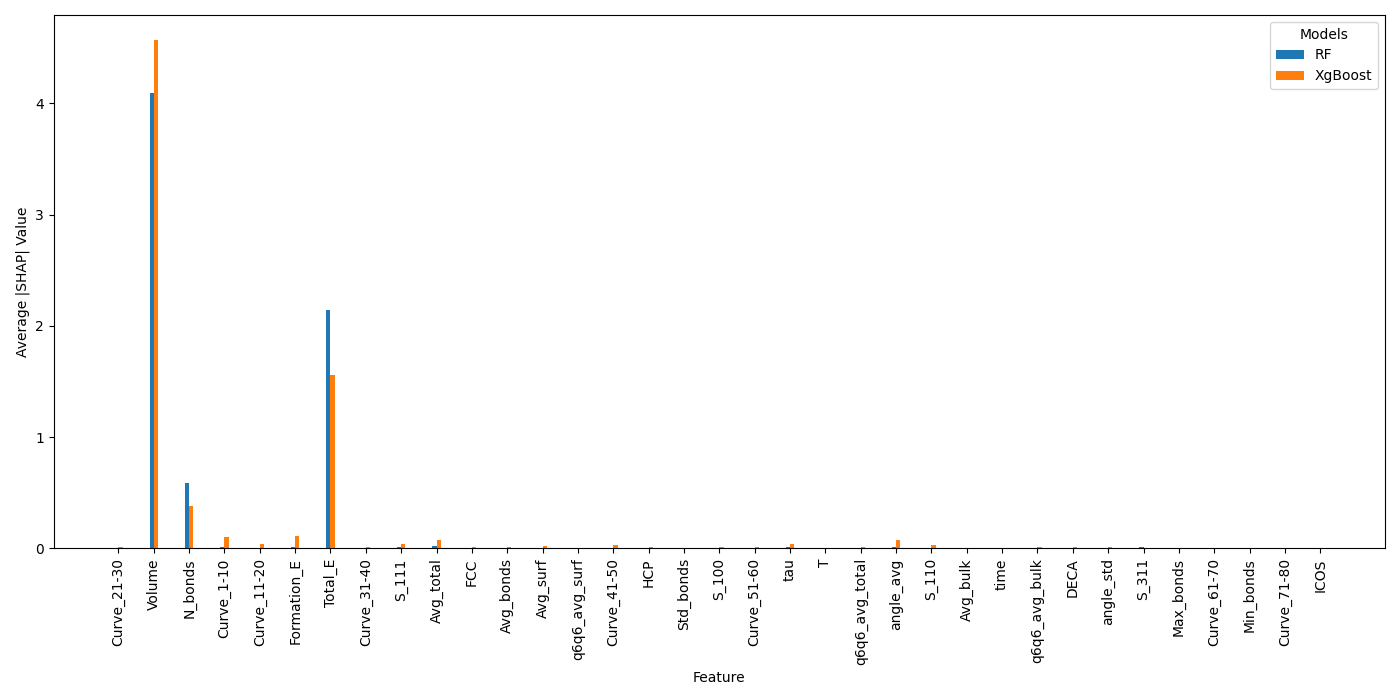 Models
RF
XgBoost
Average |SHAP| Value
4
3
2
1
0
Curve_21-30
Volume
N_bonds
Curve_1-10
Curve_11-20
Formation_E
Total_E
Curve_31-40
S_111
Avg_total
FCC
Avg_bonds
Avg_surf
q6q6_avg_surf
Curve_41-50
HCP
Std_bonds
S_100
Curve_51-60
tau
T
q6q6_avg_total
angle_avg
S_110
Avg_bulk
time
q6q6_avg_bulk
DECA
angle_std
S_311
Max_bonds
Curve_61-70
Min_bonds
Curve_71-80
ICOS
Feature